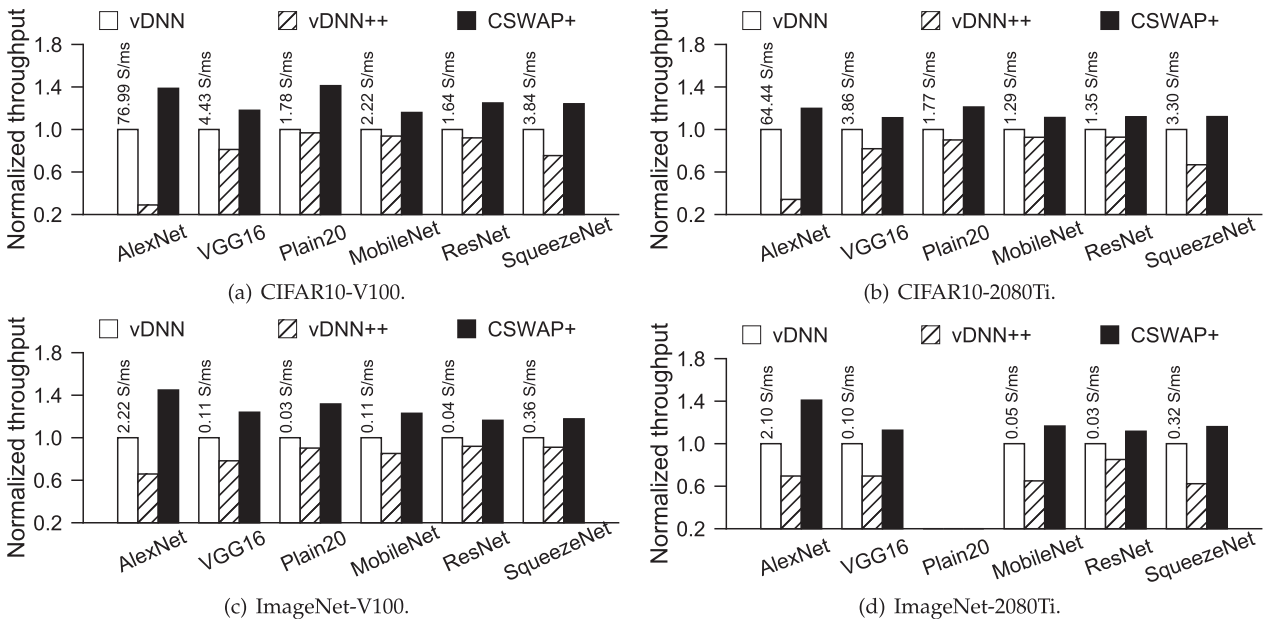 vDNN vDNN++ CSWAP+
Normalized throughput
1.8
1.4
1.0
0.6
0.2
76.99 S/ms
4.43 S/ms
1.78 S/ms
2.22 S/ms
1.64 S/ms
3.84 S/ms
AlexNet
VGG16
Plain20
MobileNet
ResNet
SqueezeNet
(a) CIFAR10-V100.
vDNN vDNN++ CSWAP+
Normalized throughput
1.8
1.4
1.0
0.6
0.2
64.44 S/ms
3.86 S/ms
1.77 S/ms
1.29 S/ms
1.35 S/ms
3.30 S/ms
AlexNet
VGG16
Plain20
MobileNet
ResNet
SqueezeNet
(b) CIFAR10-2080Ti.
vDNN vDNN++ CSWAP+
Normalized throughput
1.8
1.4
1.0
0.6
0.2
2.22 S/ms
0.11 S/ms
0.03 S/ms
0.11 S/ms
0.04 S/ms
0.36 S/ms
AlexNet
VGG16
Plain20
MobileNet
ResNet
SqueezeNet
(c) ImageNet-V100.
vDNN vDNN++ CSWAP+
Normalized throughput
1.8
1.4
1.0
0.6
0.2
2.10 S/ms
0.10 S/ms
0.05 S/ms
0.03 S/ms
0.32 S/ms
AlexNet
VGG16
Plain20
MobileNet
ResNet
SqueezeNet
(d) ImageNet-2080Ti.